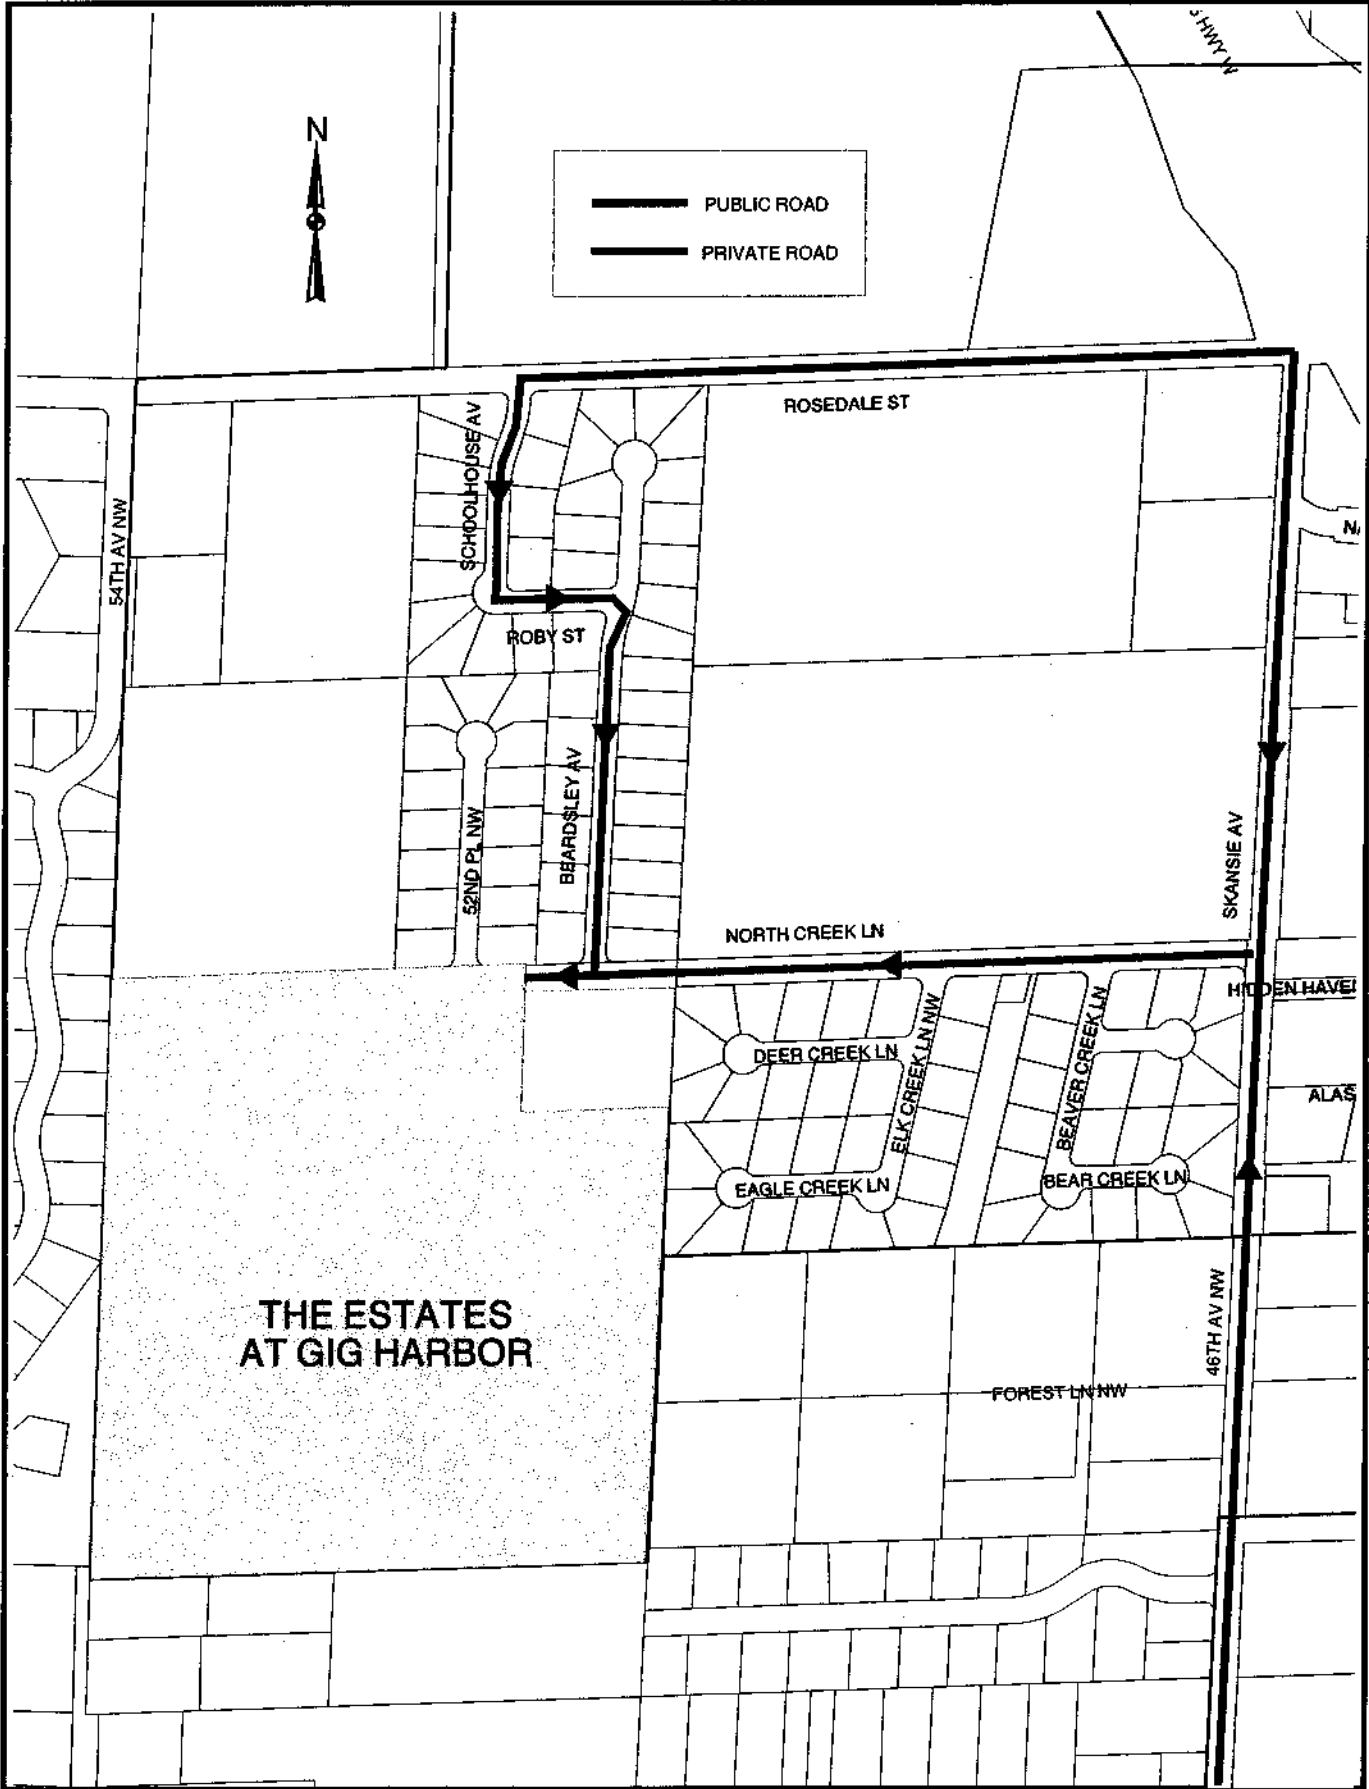 HWY W
N
PUBLIC ROAD
PRIVATE ROAD
ROSEDALE ST
SCHOOLHOUSE AV
54TH AV NW
ROBY ST
BEARDSLEY AV
52ND PL NW
SKANSIE AV
NORTH CREEK LN
HIDDEN HAVE
DEER CREEK LN
ELK CREEK LN NW
BEAVER CREEK LN
ALAS
EAGLE CREEK LN
BEAR CREEK LN
THE ESTATES
AT GIG HARBOR
46TH AV NW
FOREST LN NW